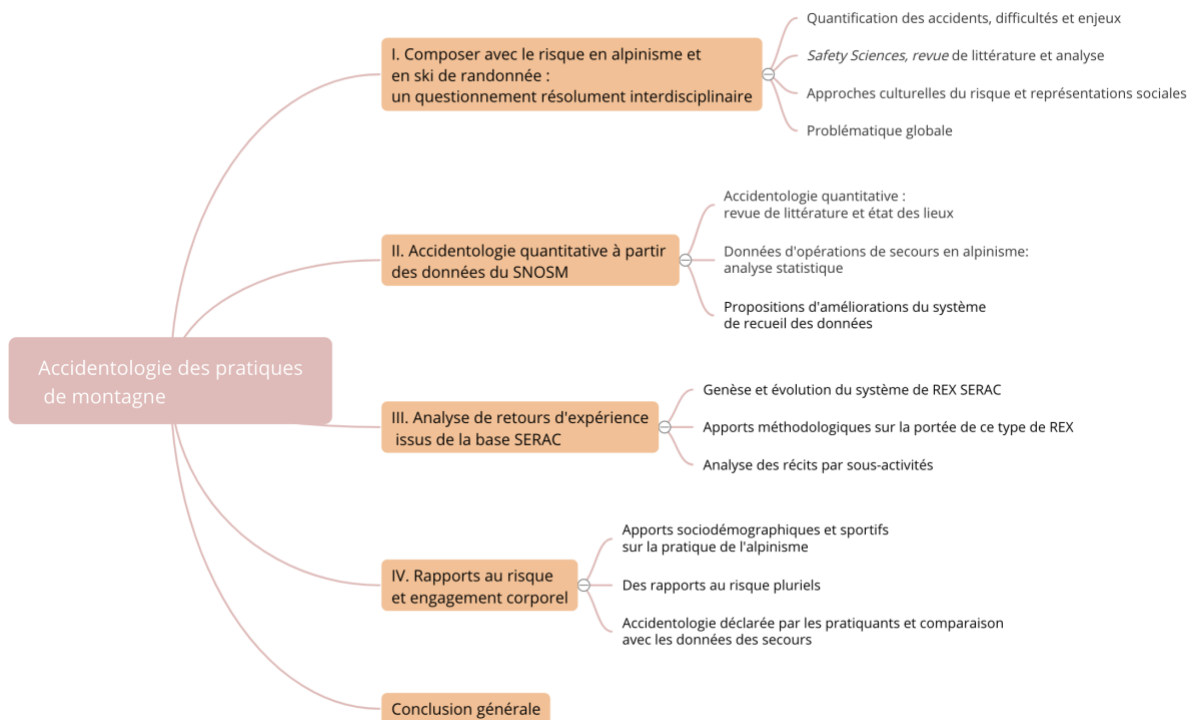 Accidentologie des pratiques
de montagne
I. Composer avec le risque en alpinisme et
en ski de randonnée :
un questionnement résolument interdisciplinaire
Quantification des accidents, difficultés et enjeux
Safety Sciences, revue de littérature et analyse
Approches culturelles du risque et représentations sociales
Problématique globale
II. Accidentologie quantitative à partir
des données du SNOSM
Accidentologie quantitative :
revue de littérature et état des lieux
Données d'opérations de secours en alpinisme:
analyse statistique
Propositions d'améliorations du système
de recueil des données
III. Analyse de retours d'expérience
issus de la base SERAC
Genèse et évolution du système de REX SERAC
Apports méthodologiques sur la portée de ce type de REX
Analyse des récits par sous-activités
IV. Rapports au risque
et engagement corporel
Apports sociodémographiques et sportifs
sur la pratique de l'alpinisme
Des rapports au risque pluriels
Accidentologie déclarée par les pratiquants et comparaison
avec les données des secours
Conclusion générale